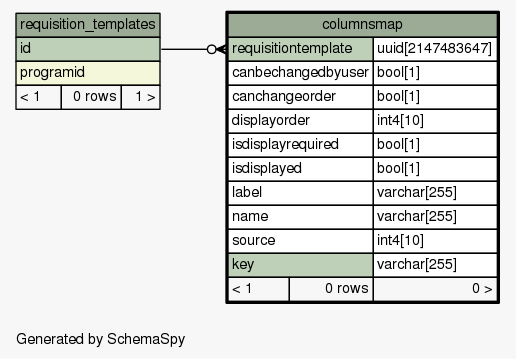 requisition_templates
id
programid
< 1 0 rows 1 >
columnsmap
requisitiontemplate uuid[2147483647]
canbechangedbyuser bool[1]
canchangeorder bool[1]
displayorder int4[10]
isdisplayrequired bool[1]
isdisplayed bool[1]
label varchar[255]
name varchar[255]
source int4[10]
key varchar[255]
< 1 0 rows 0 >
Generated by SchemaSpy